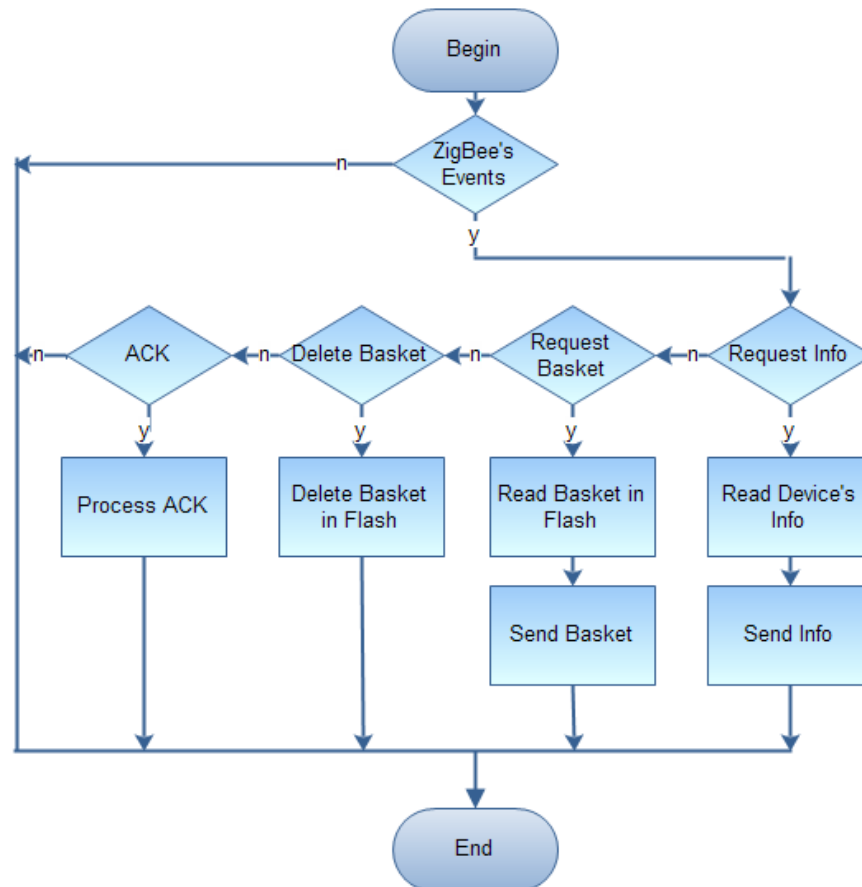 Begin
ZigBee's
Events
n
y
ACK
Delete Basket
Request
Basket
Request Info
n
n
n
n
y
y
y
y
Process ACK
Delete Basket
in Flash
Read Basket in
Flash
Read Device's
Info
Send Basket
Send Info
End